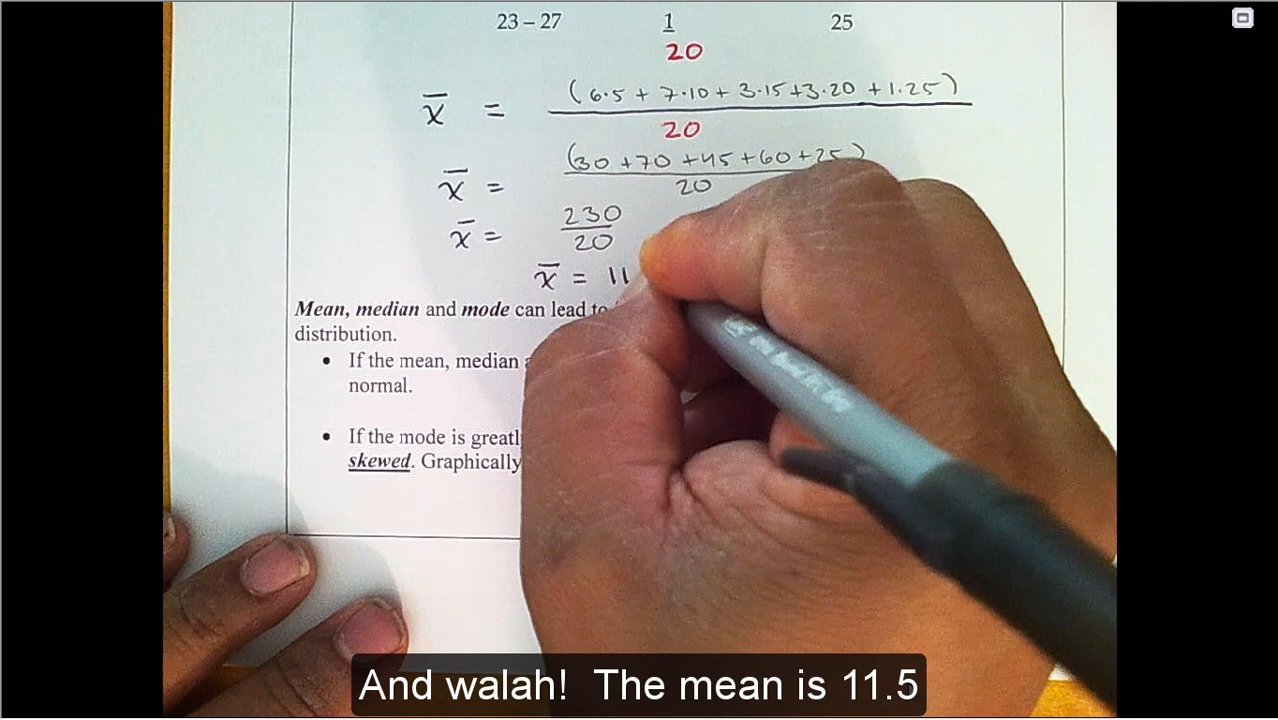 23 – 27 1 25
20
x̄ = (6·5 + 7·10 + 3·15 + 3·20 + 1·25)
20
x̄ = (30 + 70 + 45 + 60 + 25)
20
x̄ = 230
20
x̄ = 11
Mean, median and mode can lead to
distribution.
• If the mean, median
normal.
• If the mode is greatl
skewed. Graphically
And walah! The mean is 11.5